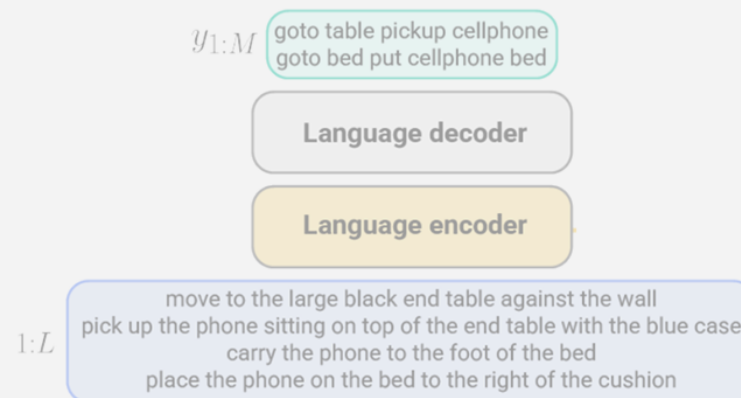 y1:M
goto table pickup cellphone
goto bed put cellphone bed
Language decoder
Language encoder
1:L
move to the large black end table against the wall
pick up the phone sitting on top of the end table with the blue case
carry the phone to the foot of the bed
place the phone on the bed to the right of the cushion